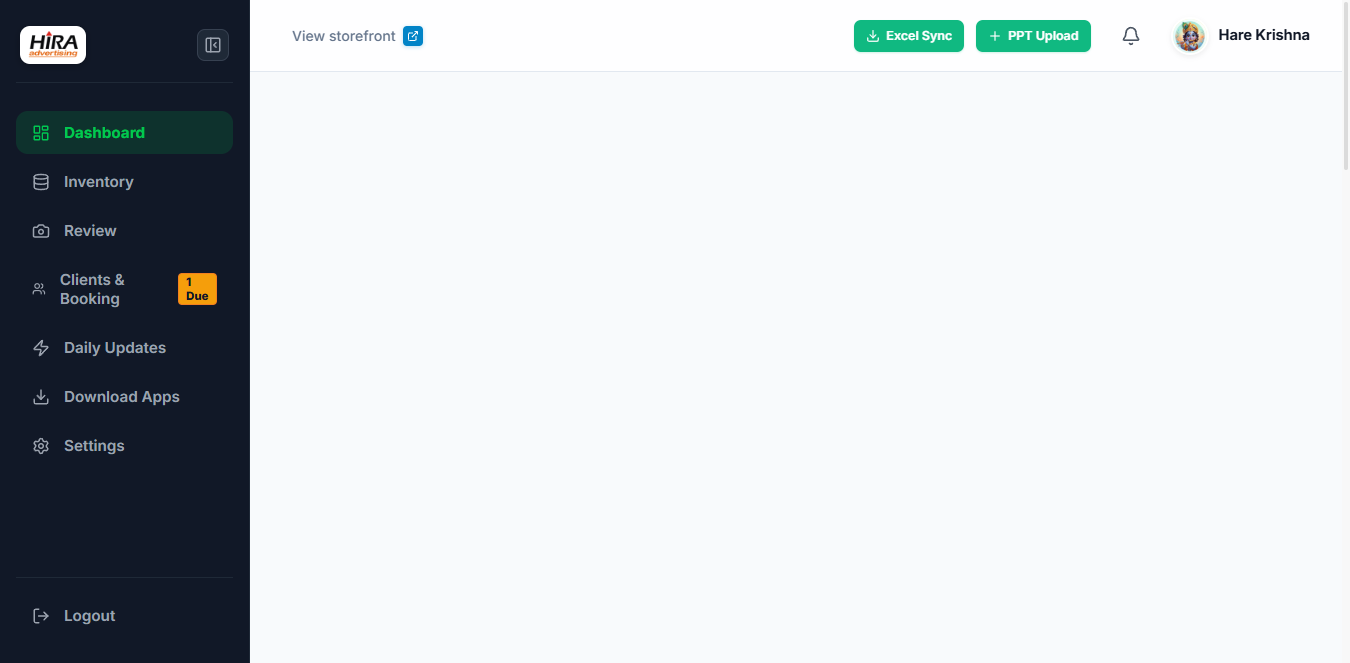 HiRA
advertising
View storefront
Excel Sync
PPT Upload
Hare Krishna
Dashboard
Inventory
Review
Clients &
Booking
1
Due
Daily Updates
Download Apps
Settings
Logout